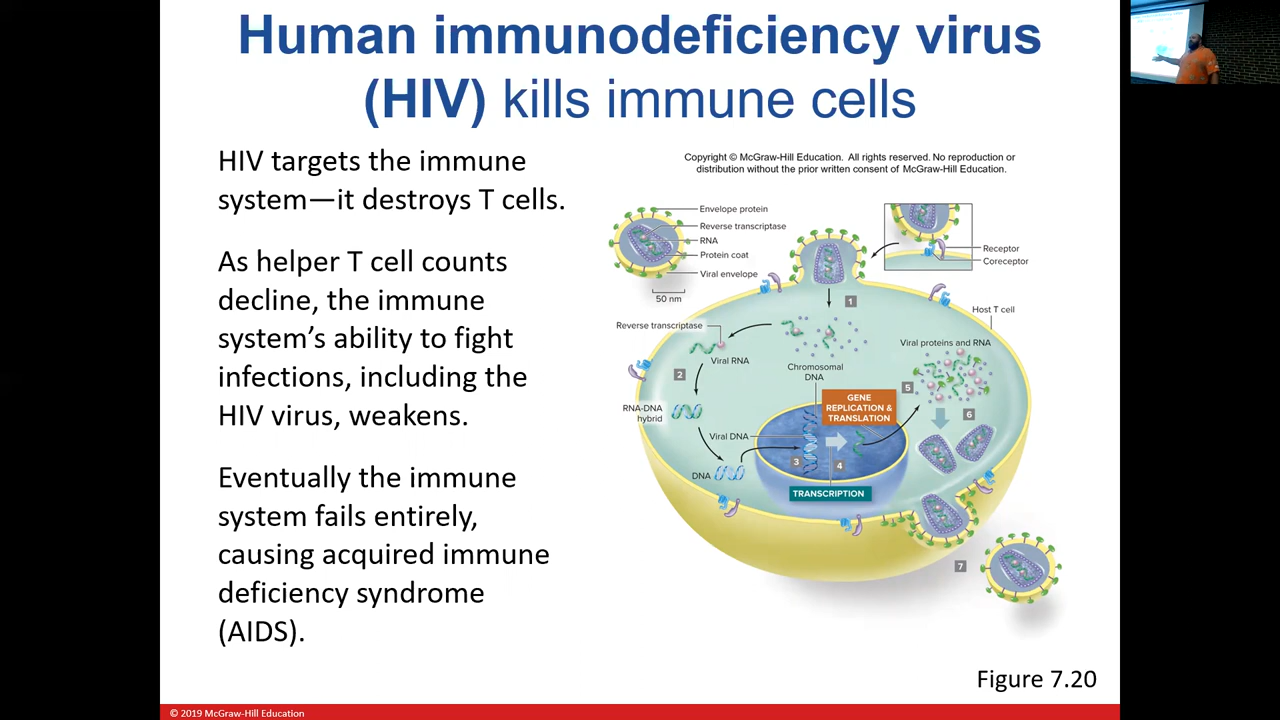 Human immunodeficiency virus
(HIV) kills immune cells
HIV targets the immune
system—it destroys T cells.
As helper T cell counts
decline, the immune
system’s ability to fight
infections, including the
HIV virus, weakens.
Eventually the immune
system fails entirely,
causing acquired immune
deficiency syndrome
(AIDS).
Copyright © McGraw-Hill Education. All rights reserved. No reproduction or
distribution without the prior written consent of McGraw-Hill Education.
Envelope protein
Reverse transcriptase
RNA
Protein coat
Viral envelope
50 nm
Receptor
Coreceptor
1
Host T cell
Reverse transcriptase
Viral RNA
Viral proteins and RNA
Chromosomal
DNA
2
5
GENE
REPLICATION &
TRANSLATION
RNA-DNA
hybrid
6
Viral DNA
3
4
DNA
TRANSCRIPTION
7
Figure 7.20
© 2019 McGraw-Hill Education